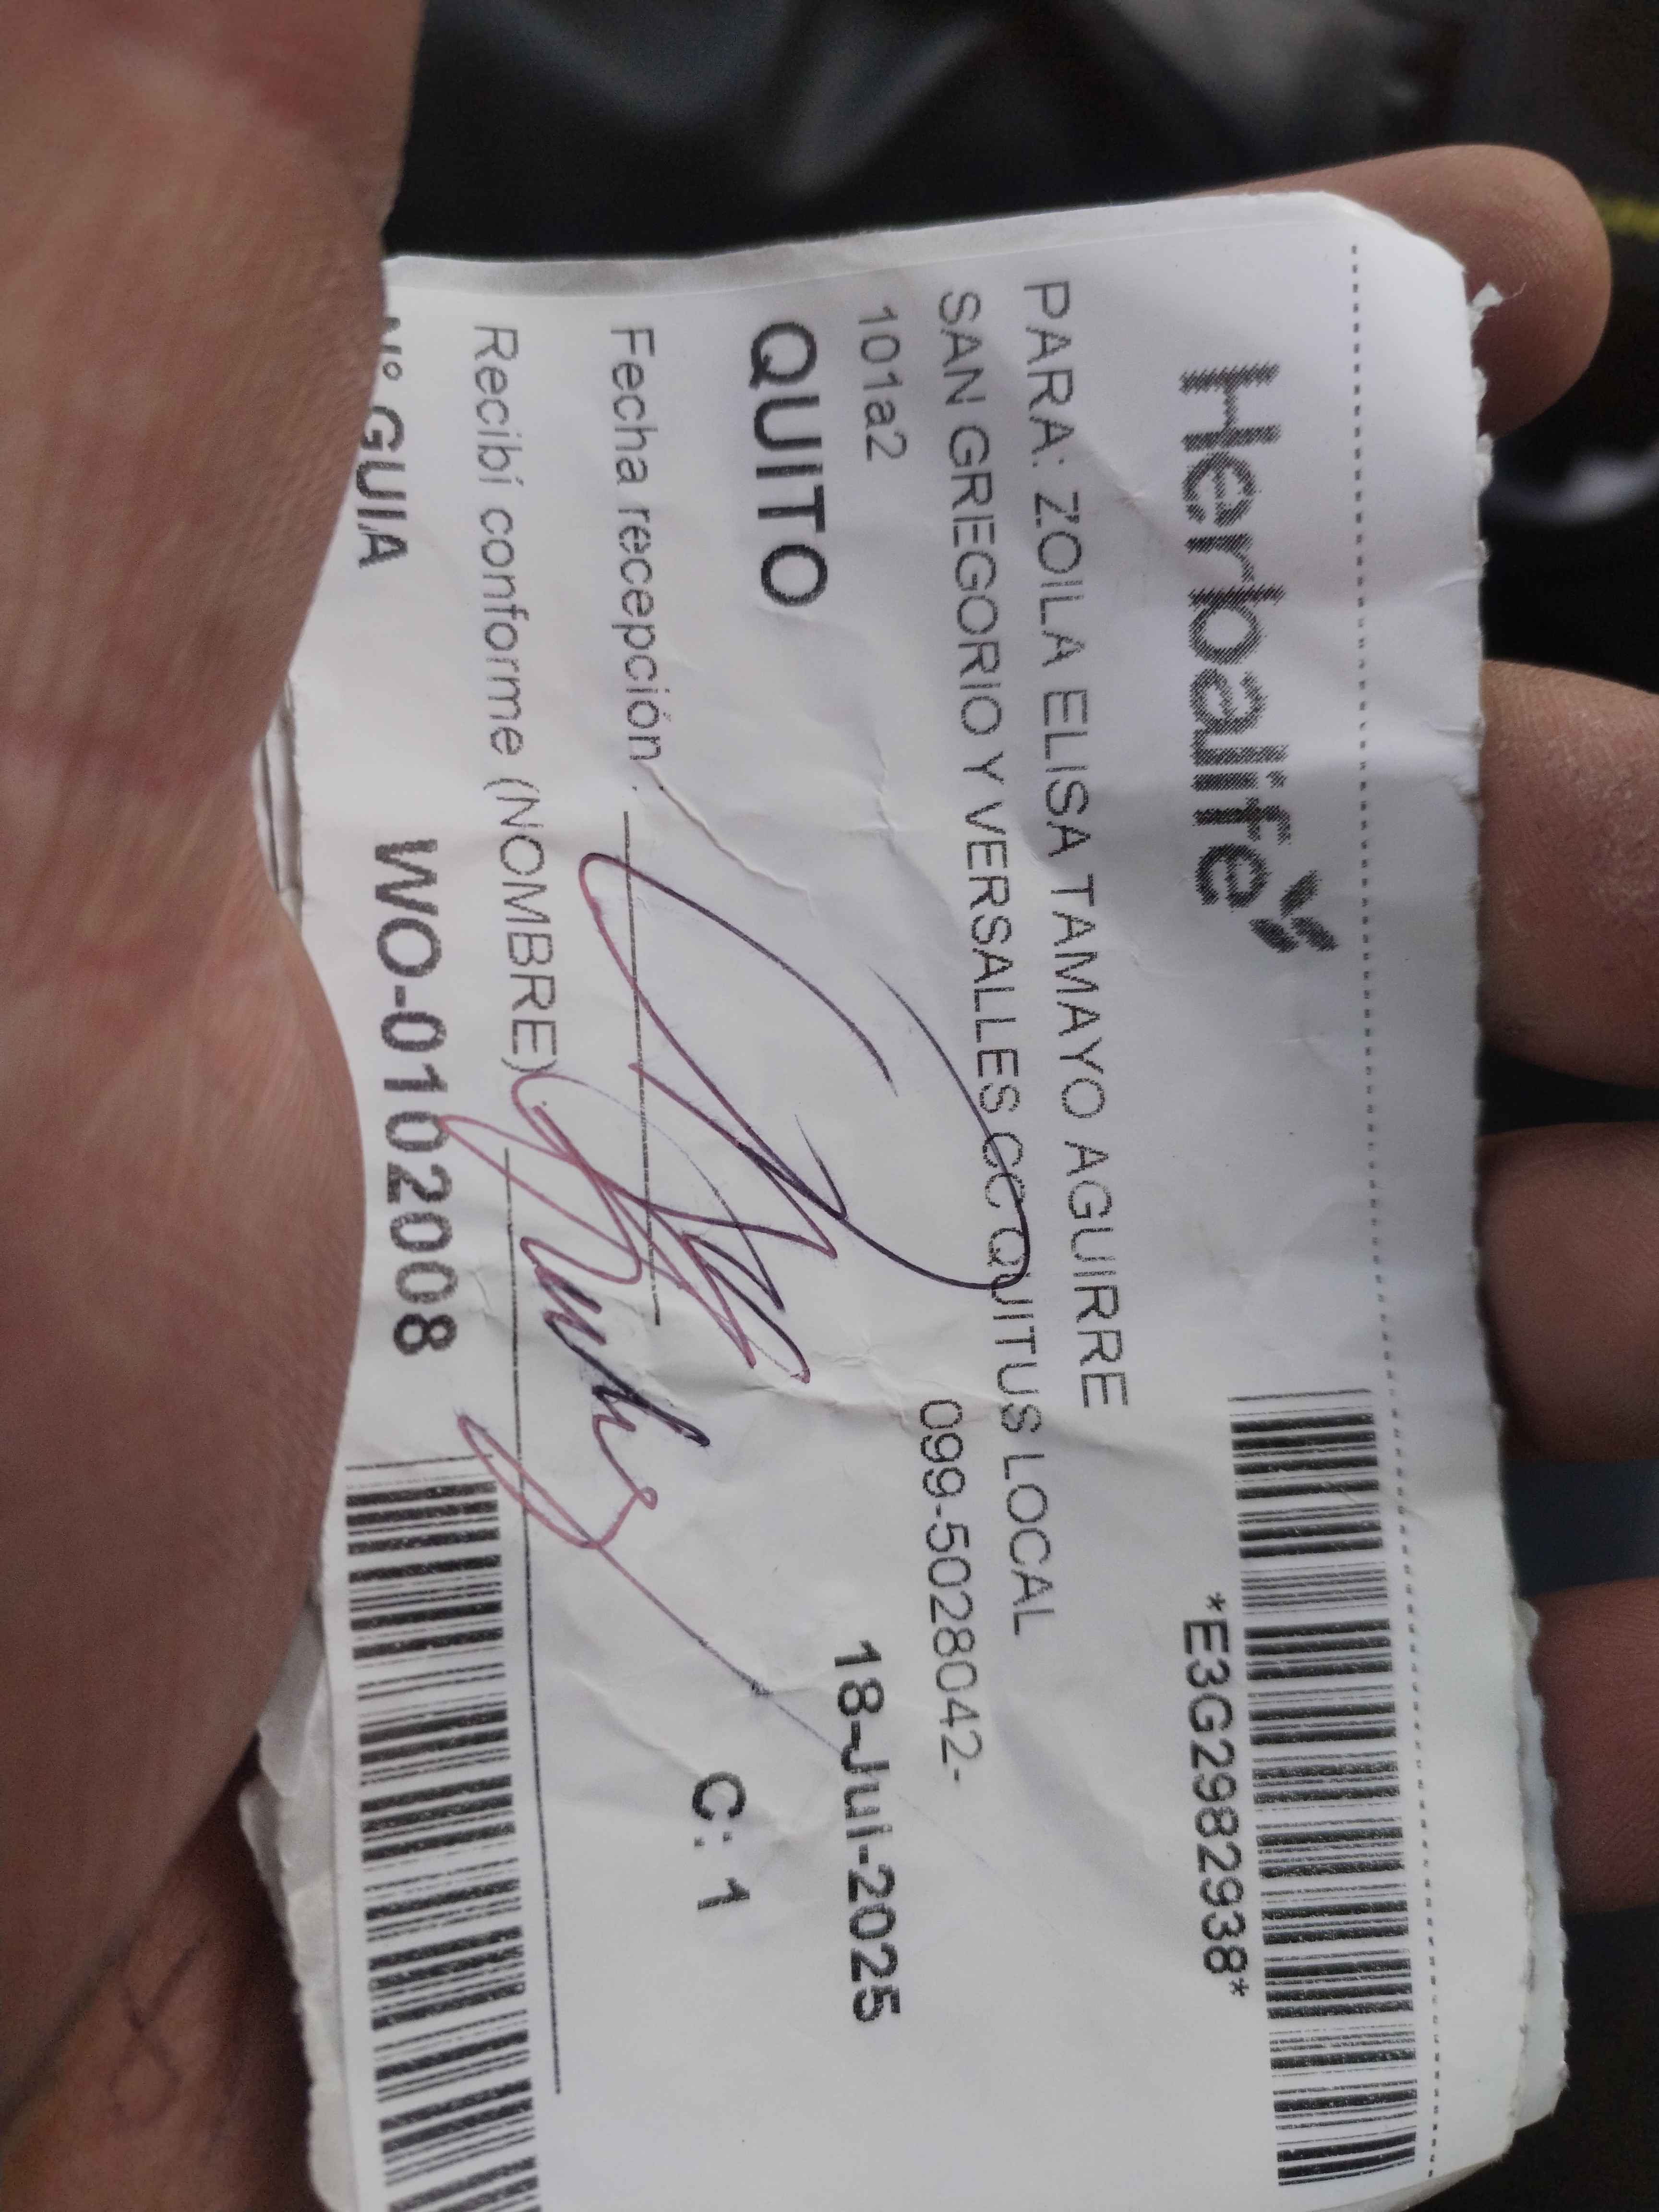 Herbalife
*E3G2982938*
PARA: ZOILA ELISA TAMAYO AGUIRRE
SAN GREGORIO Y VERSALLES CC QUITUS LOCAL
101a2
099-5028042-
QUITO
18-Jul-2025
Fecha recepción:
C: 1
Recibí conforme (NOMBRE)
Nº GUIA
WO-0102008